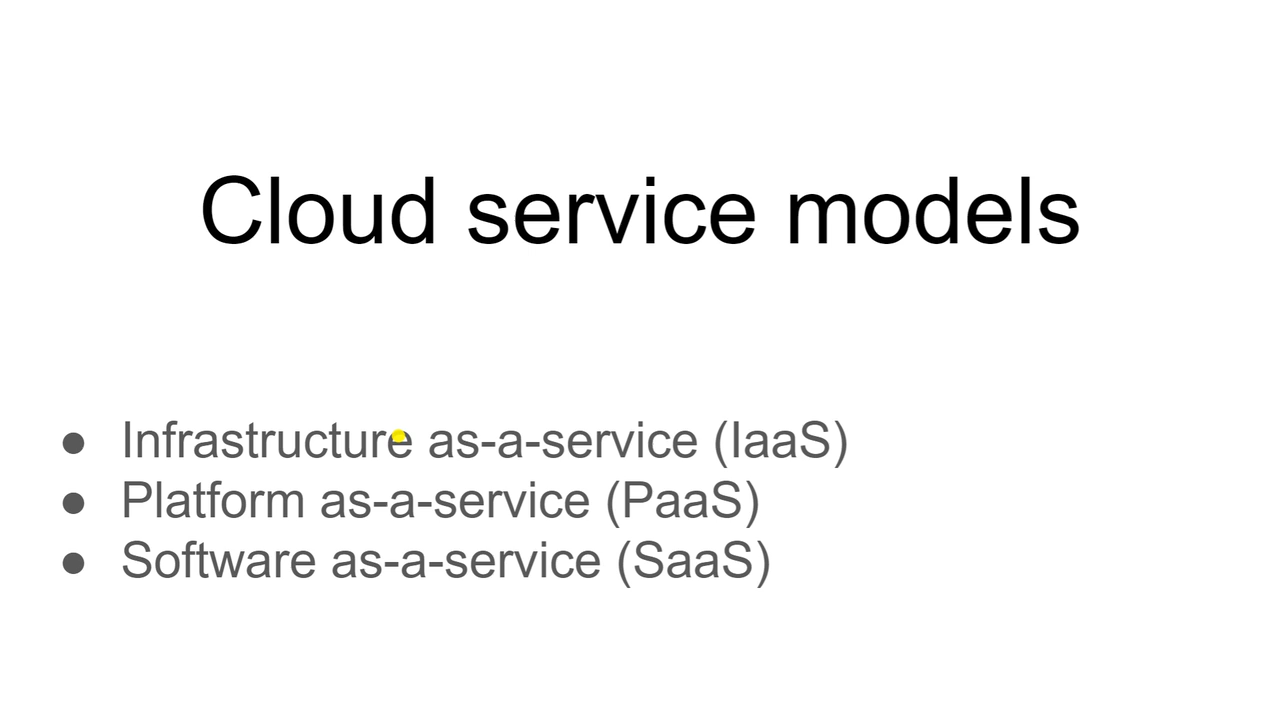 Cloud service models
● Infrastructure as-a-service (IaaS)
● Platform as-a-service (PaaS)
● Software as-a-service (SaaS)